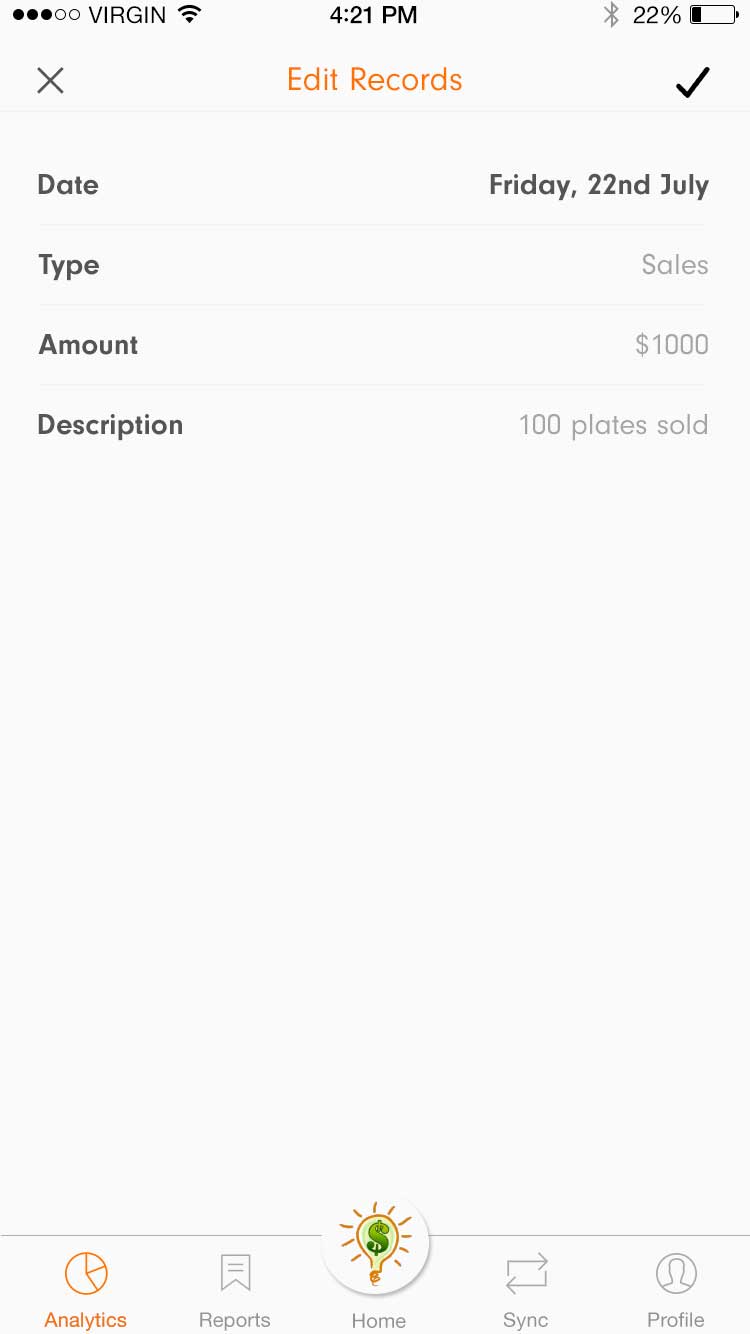 VIRGIN 4:21 PM 22%
Edit Records
Date Friday, 22nd July
Type Sales
Amount $1000
Description 100 plates sold
$
Analytics Reports Home Sync Profile